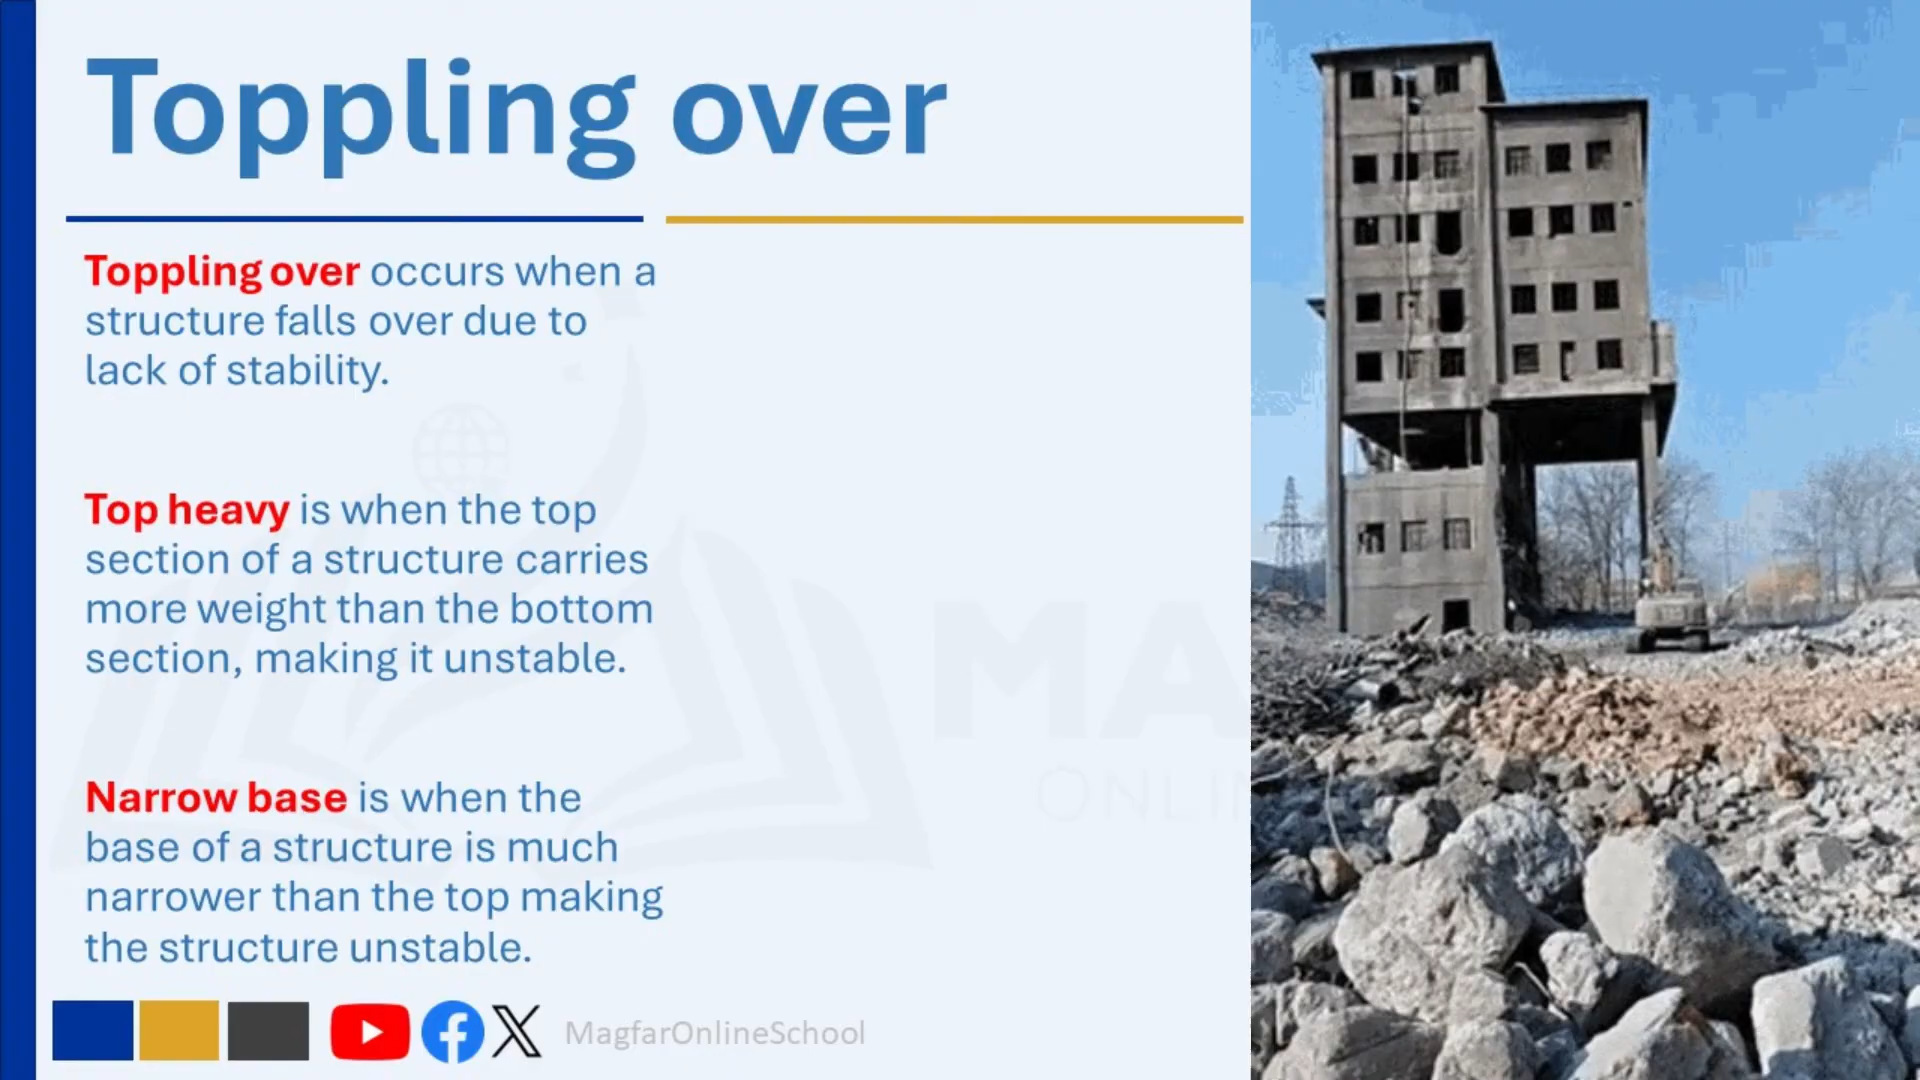 Toppling over
Toppling over occurs when a
structure falls over due to
lack of stability.
Top heavy is when the top
section of a structure carries
more weight than the bottom
section, making it unstable.
Narrow base is when the
base of a structure is much
narrower than the top making
the structure unstable.
MagfarOnlineSchool